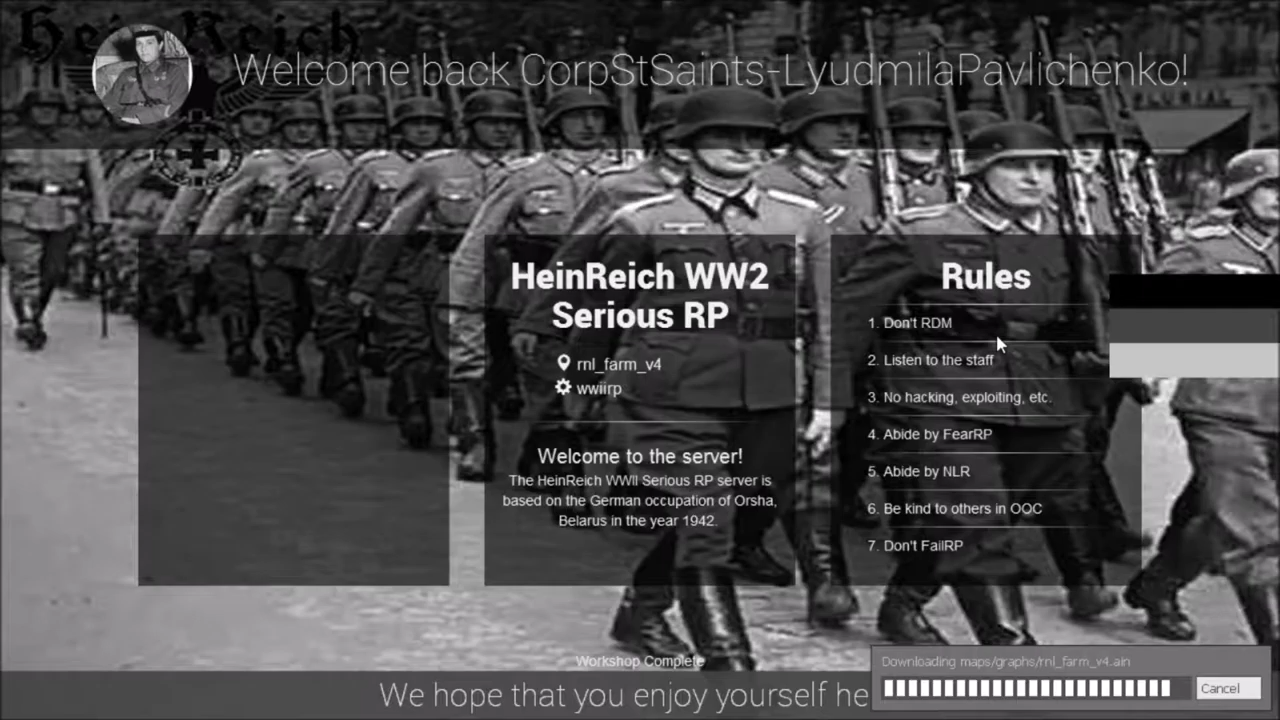 HeinReich
Welcome back CorpStSaints-LyudmilaPavlichenko!
HeinReich WW2
Serious RP
rnl_farm_v4
wwiirp
Welcome to the server!
The HeinReich WWII Serious RP server is
based on the German occupation of Orsha,
Belarus in the year 1942.
Rules
1. Don't RDM
2. Listen to the staff
3. No hacking, exploiting, etc.
4. Abide by FearRP
5. Abide by NLR
6. Be kind to others in OOC
7. Don't FailRP
Workshop Complete
We hope that you enjoy yourself he
Downloading maps/graphs/rnl_farm_v4.ain
Cancel